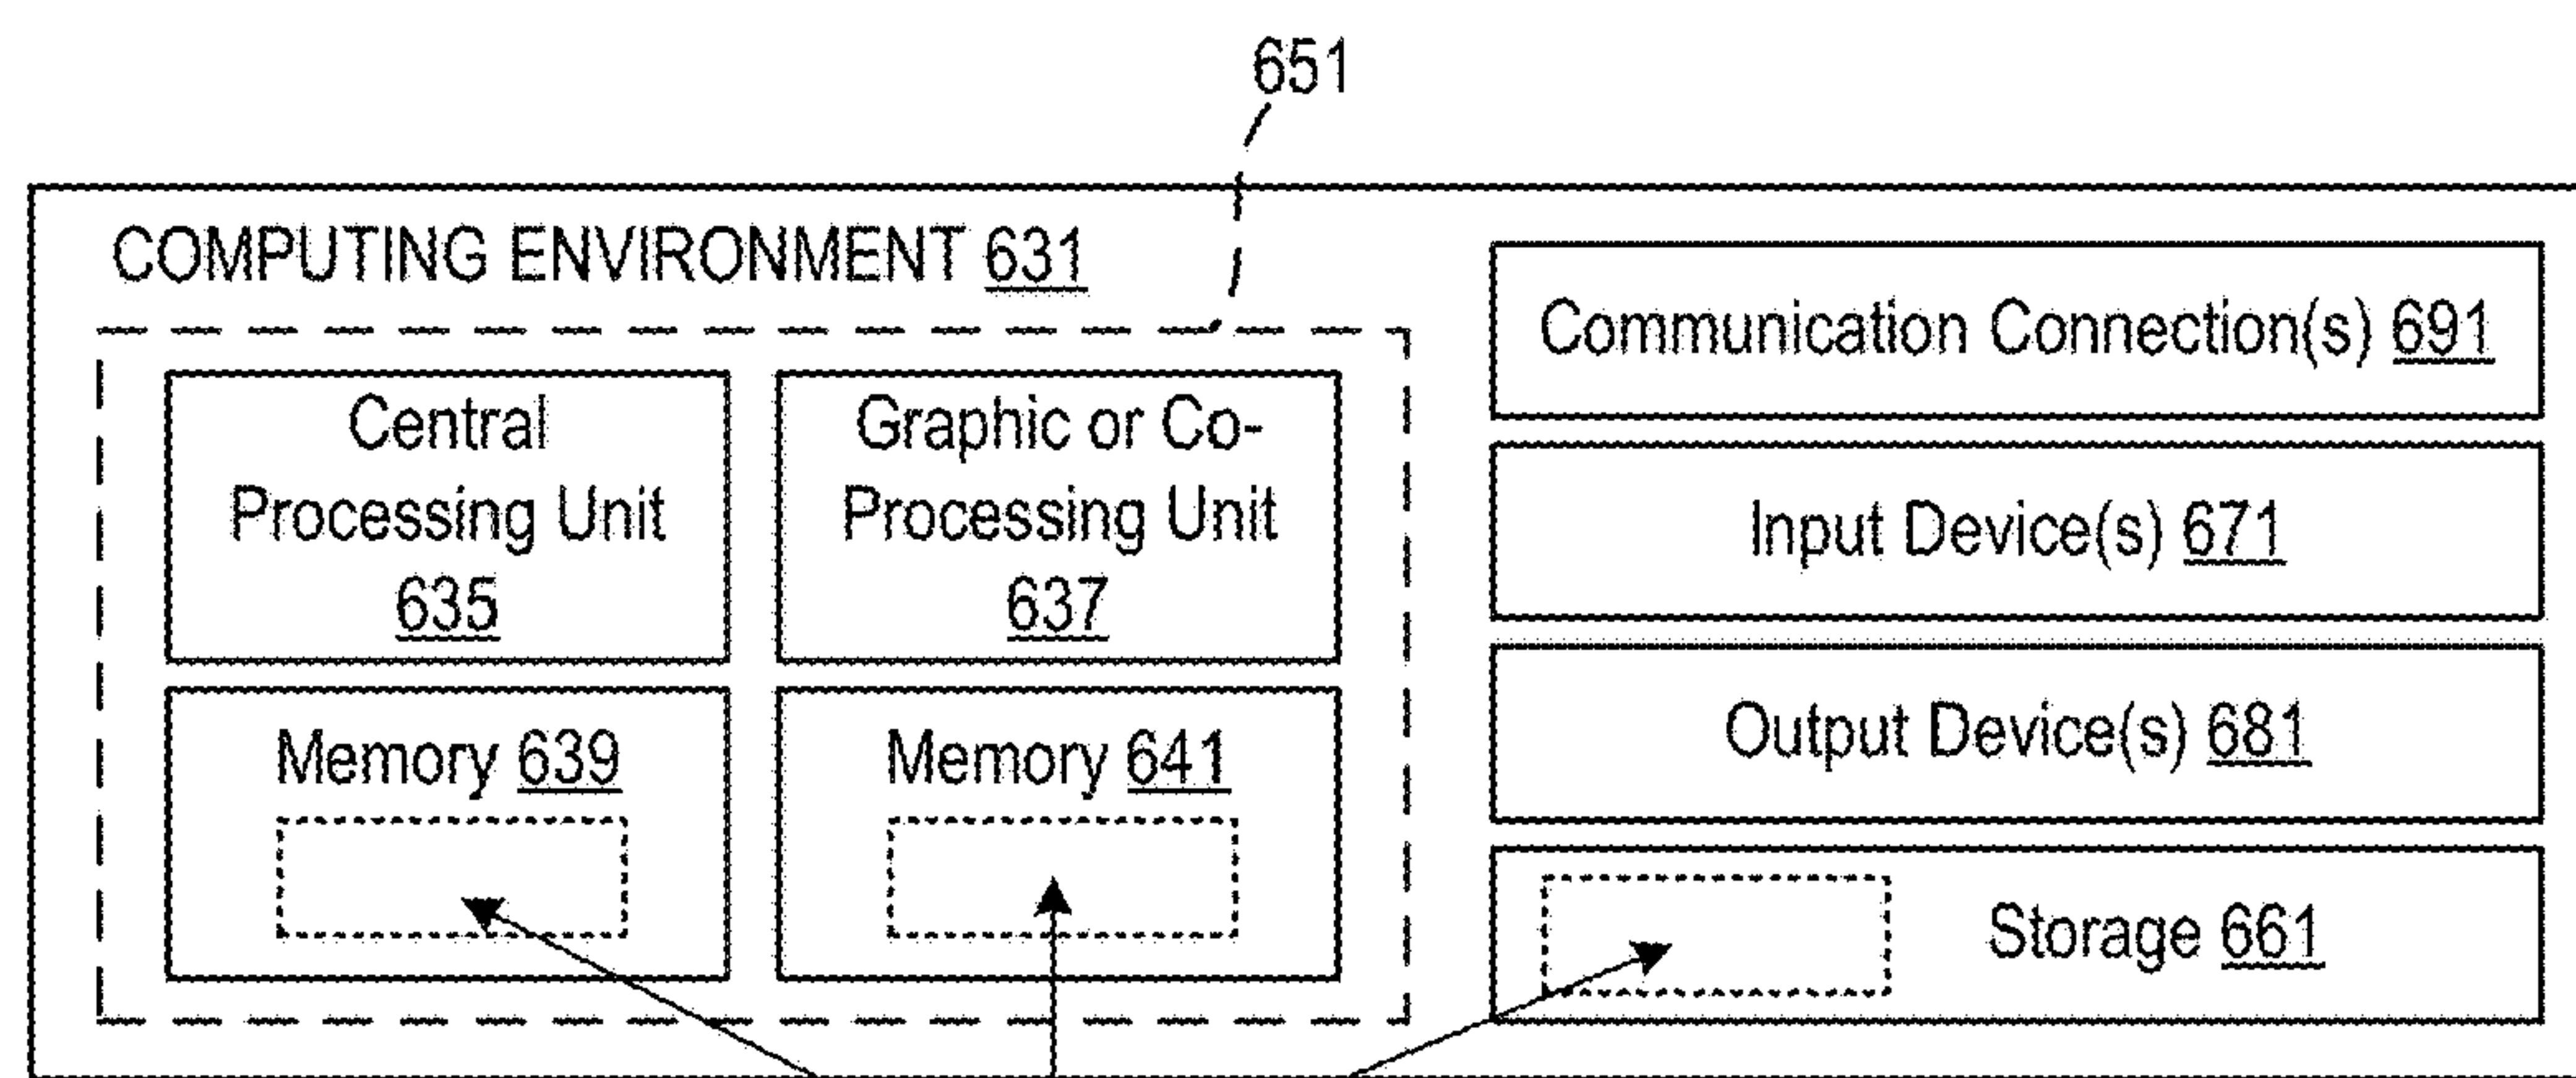 651
COMPUTING ENVIRONMENT 631
Central
Processing Unit
635
Graphic or Co-
Processing Unit
637
Memory 639
Memory 641
Communication Connection(s) 691
Input Device(s) 671
Output Device(s) 681
Storage 661